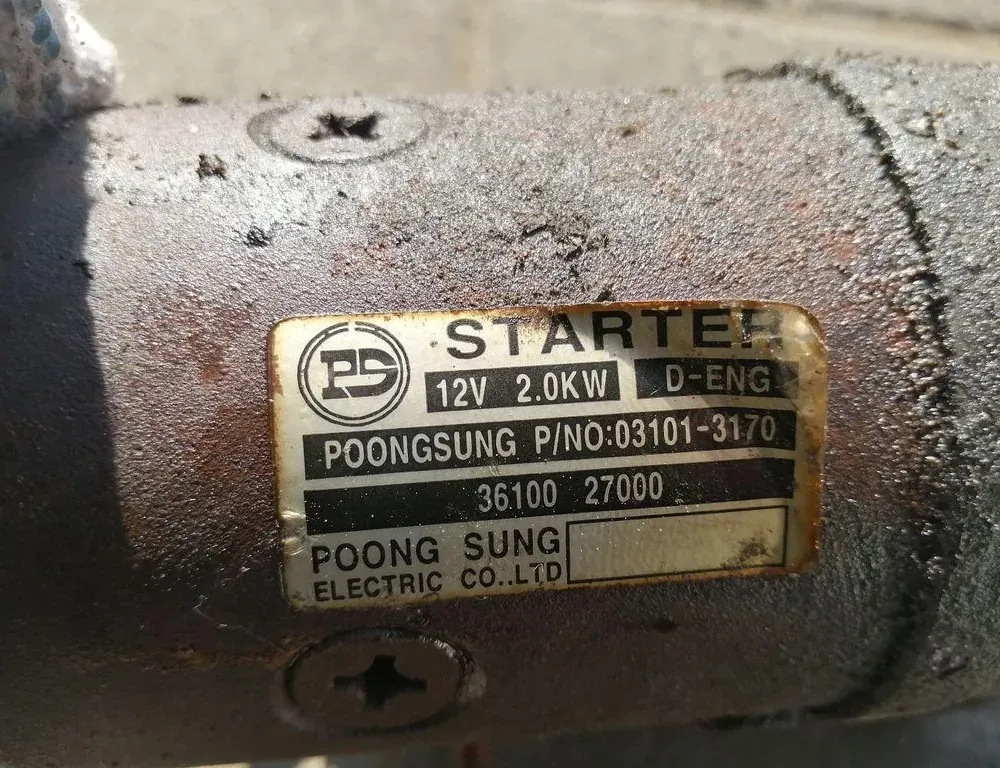 STARTER
PS
12V 2.0KW D-ENG
POONGSUNG P/NO:03101-3170
36100 27000
POONG SUNG
ELECTRIC CO..LTD